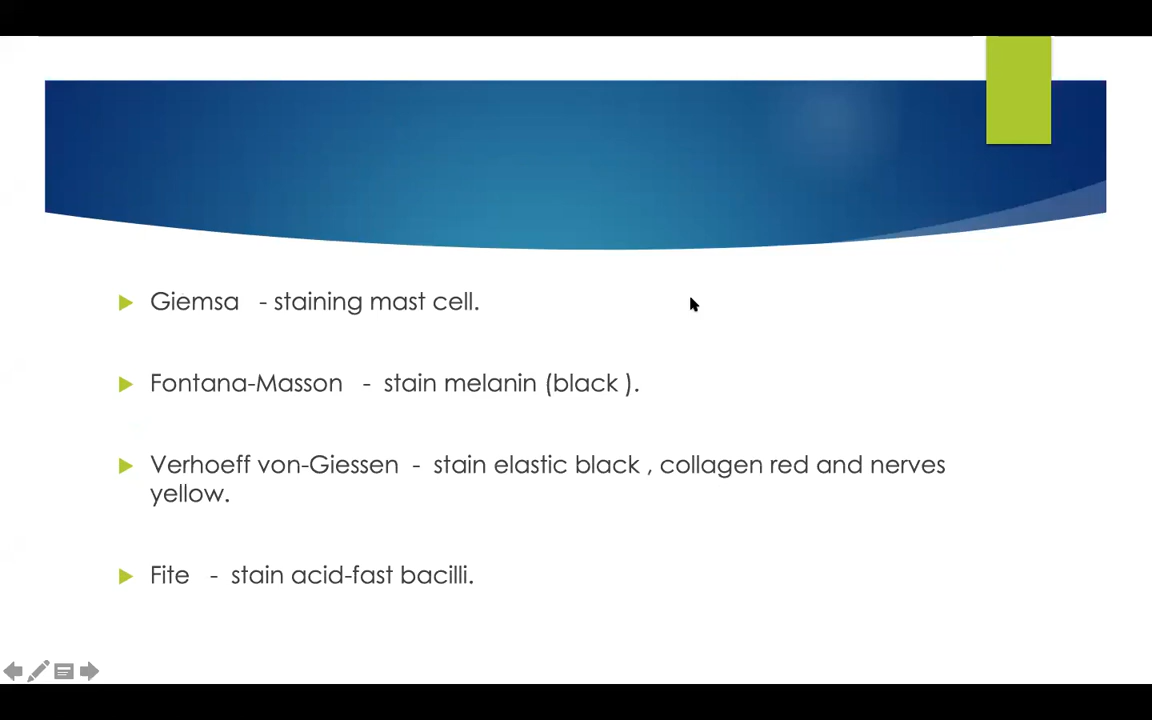 Giemsa - staining mast cell.
Fontana-Masson - stain melanin (black ).
Verhoeff von-Giessen - stain elastic black , collagen red and nerves
yellow.
Fite - stain acid-fast bacilli.